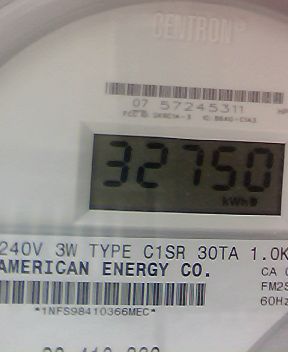 CENTRON
07 57245311
32750
kWh
240V 3W TYPE C1SR 30TA 1.0K
AMERICAN ENERGY CO.
CA
FM2S
60Hz
*1NFS98410366MEC*